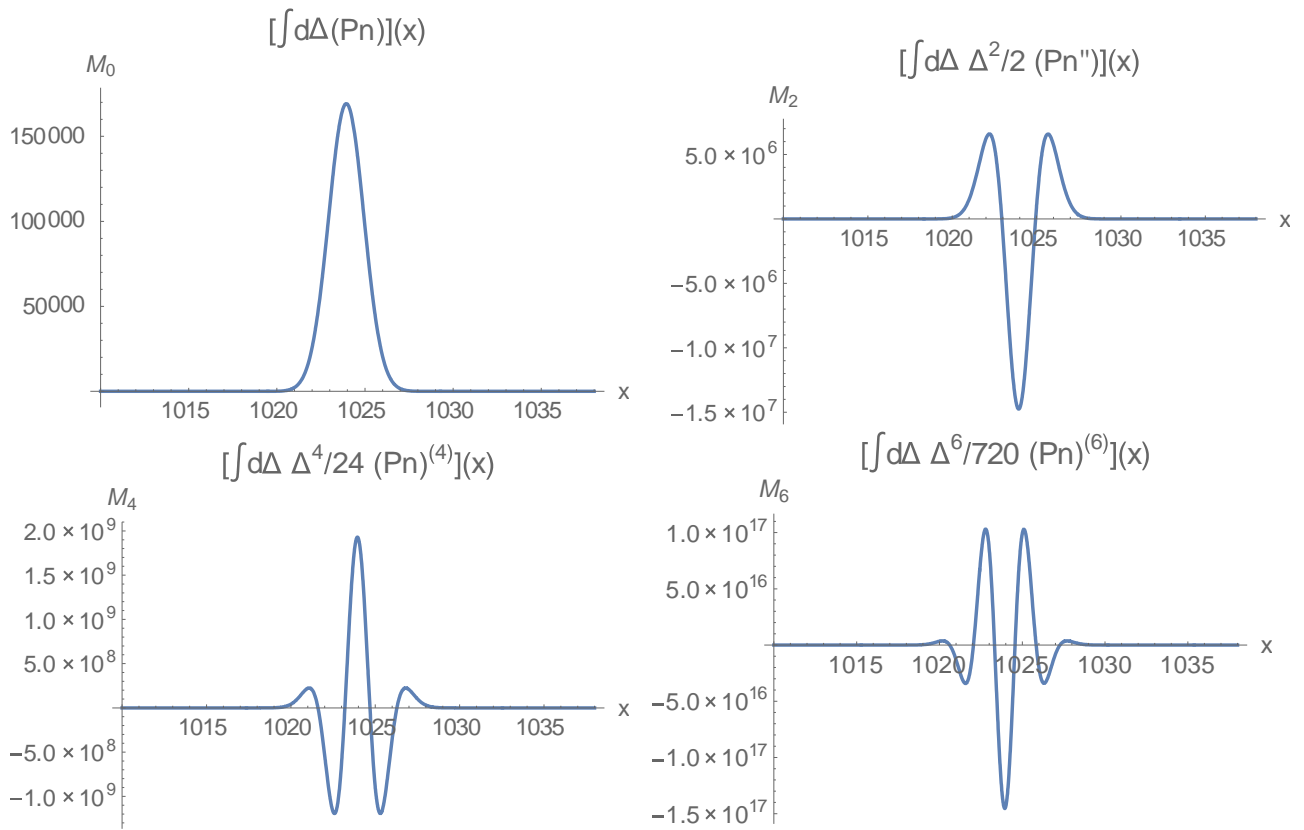 [∫dΔ(Pn)](x)
M₀
150000
100000
50000
1015 1020 1025 1030 1035 x
[∫dΔ Δ²/2 (Pn")](x)
M₂
5.0 × 10⁶
1015 1020 1025 1030 1035 x
−5.0 × 10⁶
−1.0 × 10⁷
−1.5 × 10⁷
[∫dΔ Δ⁴/24 (Pn)⁽⁴⁾](x)
M₄
2.0 × 10⁹
1.5 × 10⁹
1.0 × 10⁹
5.0 × 10⁸
1015 1020 1025 1030 1035 x
−5.0 × 10⁸
−1.0 × 10⁹
[∫dΔ Δ⁶/720 (Pn)⁽⁶⁾](x)
M₆
1.0 × 10¹⁷
5.0 × 10¹⁶
1015 1020 1025 1030 1035 x
−5.0 × 10¹⁶
−1.0 × 10¹⁷
−1.5 × 10¹⁷